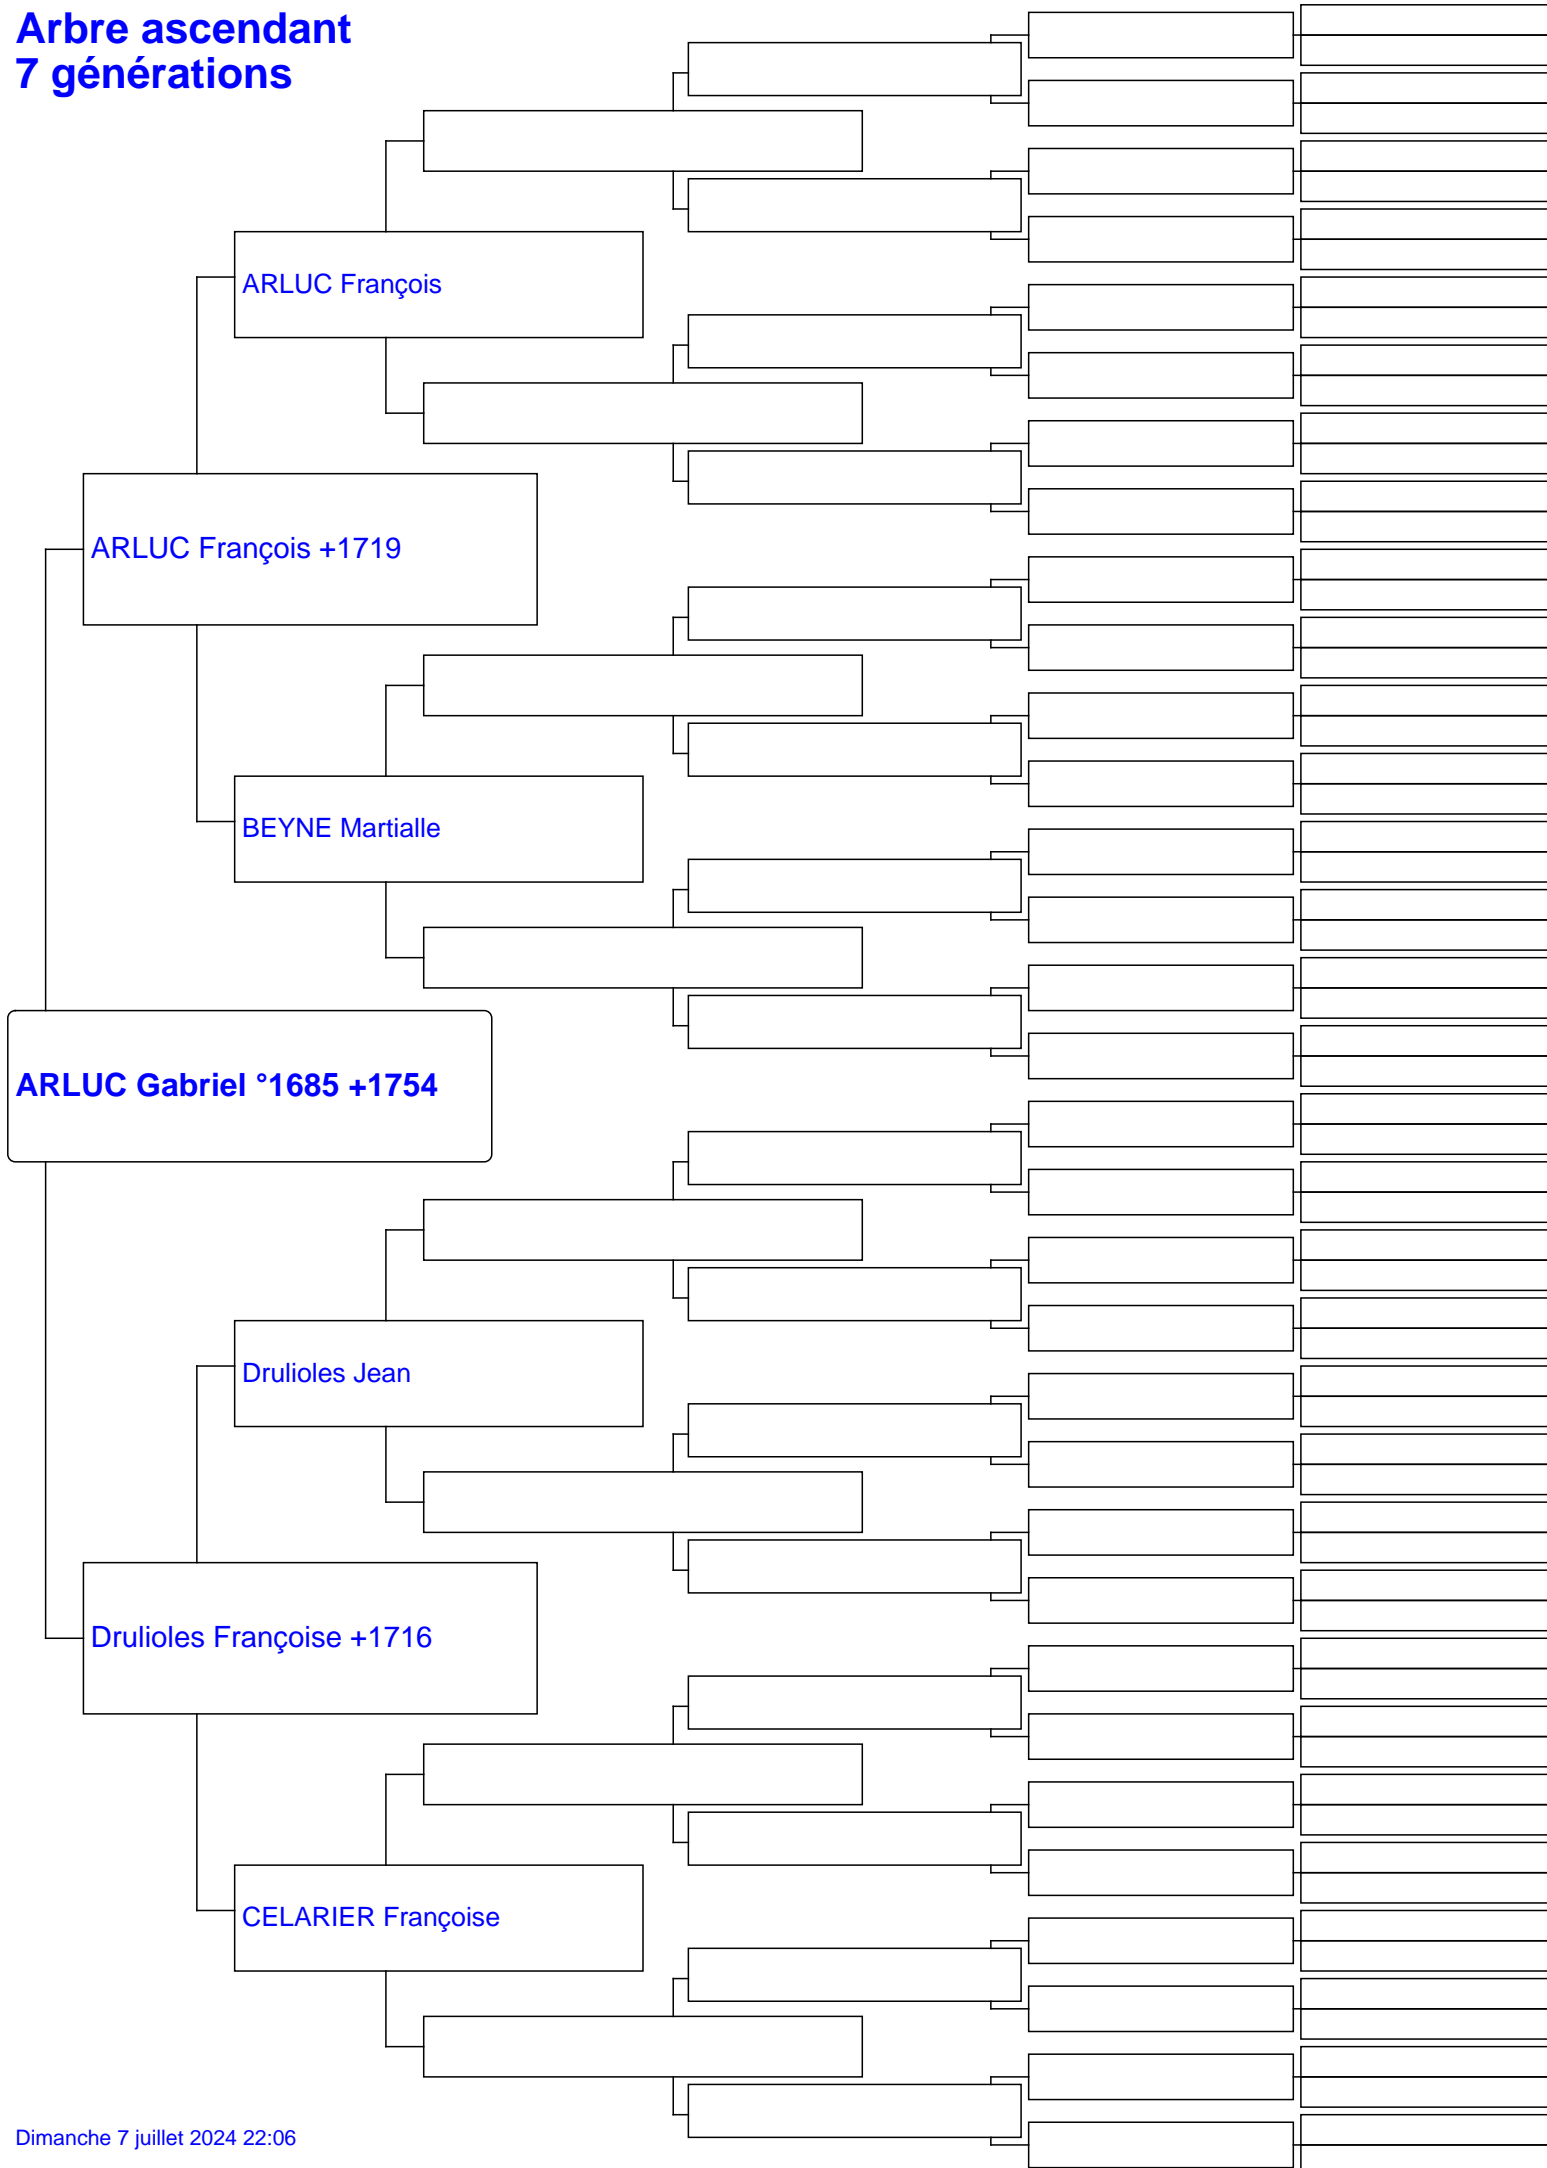 Arbre ascendant
7 générations
ARLUC François
ARLUC François +1719
BEYNE Martialle
ARLUC Gabriel °1685 +1754
Drulioles Jean
Drulioles Françoise +1716
CELARIER Françoise
Dimanche 7 juillet 2024 22:06